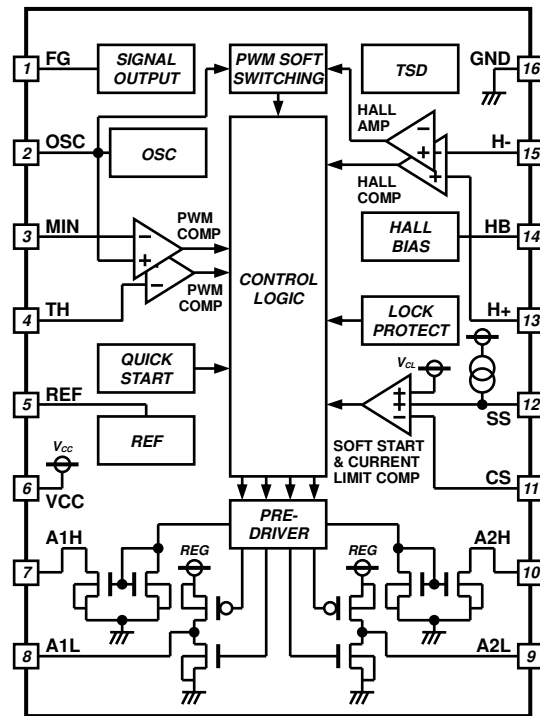 1
FG
SIGNAL
OUTPUT
PWM SOFT
SWITCHING
TSD
GND
16
2
OSC
OSC
HALL
AMP
−
+
H-
15
HALL
COMP
+
3
MIN
PWM
COMP
−
+
HALL
BIAS
HB
14
4
TH
−
PWM
COMP
CONTROL
LOGIC
LOCK
PROTECT
H+
13
QUICK
START
5
REF
REF
VCL
+
+
−
SS
12
SOFT START
& CURRENT
LIMIT COMP
6
VCC
VCC
CS
11
PRE-
DRIVER
7
A1H
REG
REG
A2H
10
8
A1L
A2L
9